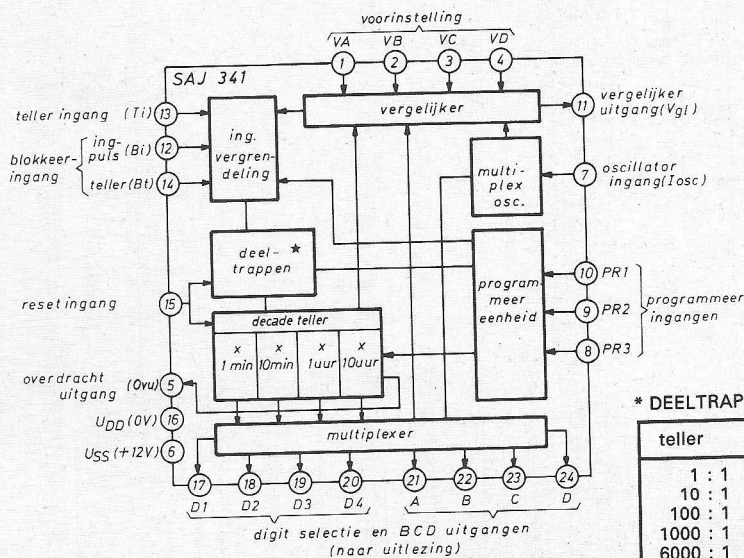 voorinstelling
VA VB VC VD
1 2 3 4
SAJ 341
vergelijker
teller ingang (Ti) 13
11 vergelijker
uitgang (Vgl)
ing.
vergren-
deling
blokkeer-
ingang
ing-
puls (Bi) 12
teller (Bt) 14
multi-
plex
osc.
7 oscillator
ingang (Iosc)
deel- *
trappen
program-
meer
eenheid
10 PR1
9 PR2
8 PR3
programmeer
ingangen
reset ingang 15
decade teller
x
1 min
x
10min
x
1uur
x
10uur
overdracht
uitgang (Ovu) 5
UDD (0V) 16
USS (+12V) 6
multiplexer
17 18 19 20 21 22 23 24
D1 D2 D3 D4 A B C D
digit selectie en BCD uitgangen
(naar uitlezing)
* DEELTRAP
teller
1 : 1
10 : 1
100 : 1
1000 : 1
6000 : 1